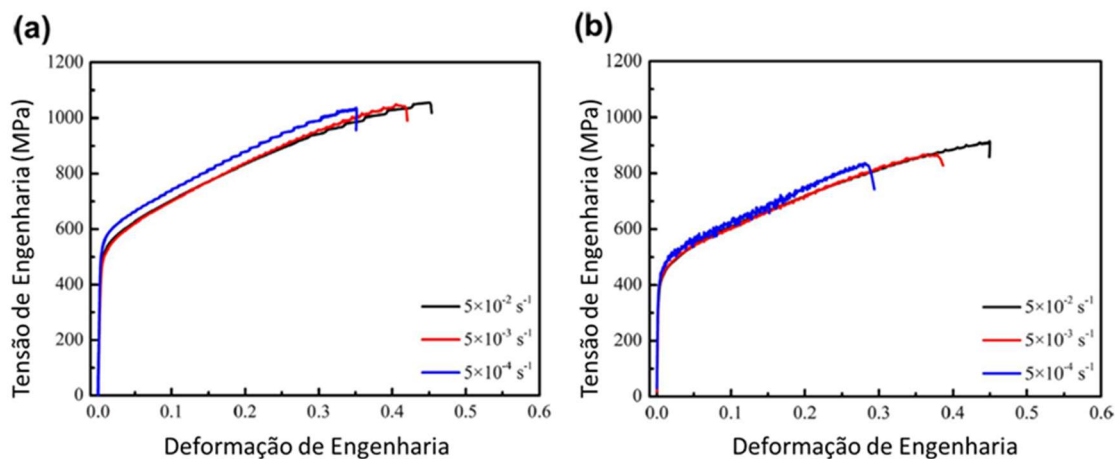 (a)
Tensão de Engenharia (MPa)
1200
1000
800
600
400
200
0
5×10⁻² s⁻¹
5×10⁻³ s⁻¹
5×10⁻⁴ s⁻¹
0.0 0.1 0.2 0.3 0.4 0.5 0.6
Deformação de Engenharia
(b)
Tensão de Engenharia (MPa)
1200
1000
800
600
400
200
0
5×10⁻² s⁻¹
5×10⁻³ s⁻¹
5×10⁻⁴ s⁻¹
0.0 0.1 0.2 0.3 0.4 0.5 0.6
Deformação de Engenharia